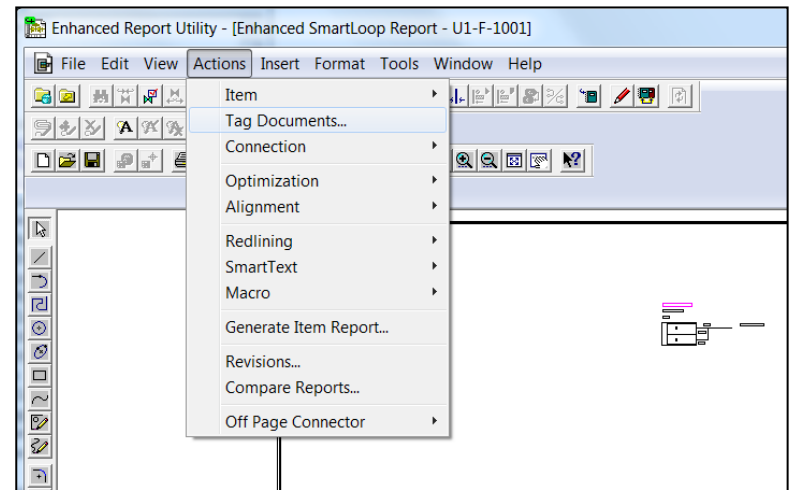 Enhanced Report Utility - [Enhanced SmartLoop Report - U1-F-1001]
File Edit View Actions Insert Format Tools Window Help
Item
Tag Documents...
Connection
Optimization
Alignment
Redlining
SmartText
Macro
Generate Item Report...
Revisions...
Compare Reports...
Off Page Connector